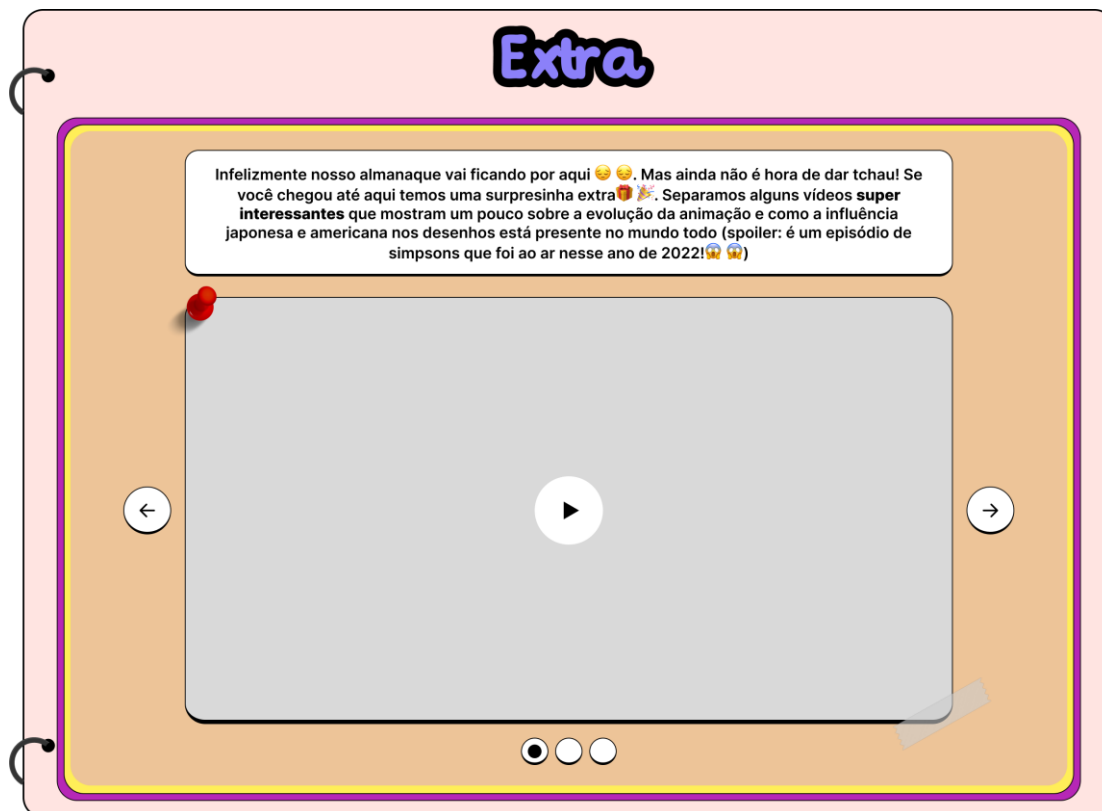 Extra
Infelizmente nosso almanaque vai ficando por aqui 😔 😔. Mas ainda não é hora de dar tchau! Se
você chegou até aqui temos uma surpresinha extra🎁 🎉. Separamos alguns vídeos super
interessantes que mostram um pouco sobre a evolução da animação e como a influência
japonesa e americana nos desenhos está presente no mundo todo (spoiler: é um episódio de
simpsons que foi ao ar nesse ano de 2022!😱 😱)